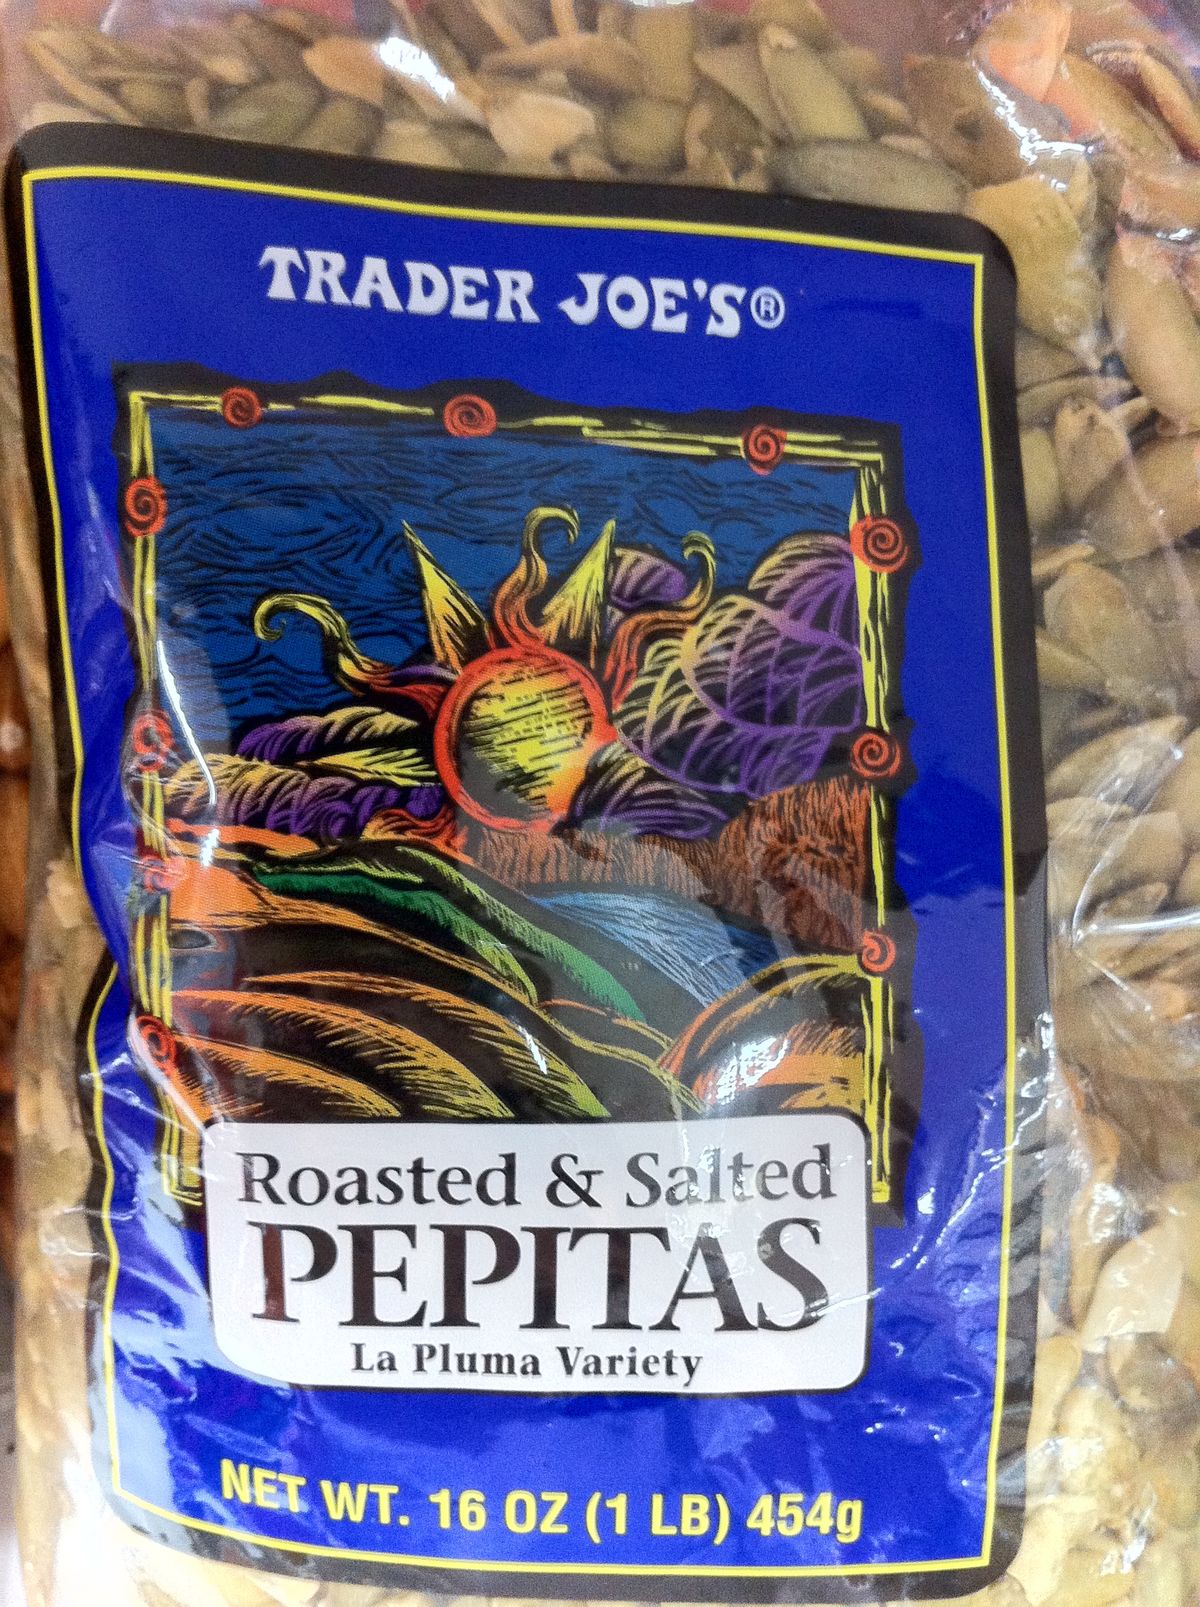 TRADER JOE'S®
Roasted & Salted
PEPITAS
La Pluma Variety
NET WT. 16 OZ (1 LB) 454g